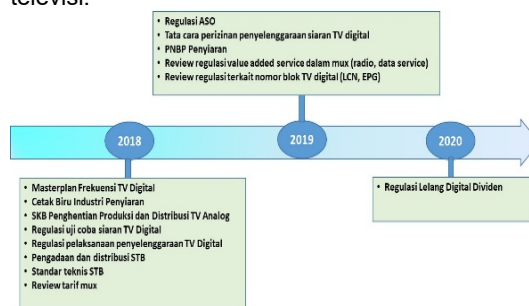 televisi.
• Regulasi ASO
• Tata cara perizinan penyelenggaraan siaran TV digital
• PNBP Penyiaran
• Review regulasi value added service dalam mux (radio, data service)
• Review regulasi terkait nomor blok TV digital (LCN, EPG)
2018
2019
2020
• Masterplan Frekuensi TV Digital
• Cetak Biru Industri Penyiaran
• SKB Penghentian Produksi dan Distribusi TV Analog
• Regulasi uji coba siaran TV Digital
• Regulasi pelaksanaan penyelenggaraan TV Digital
• Pengadaan dan distribusi STB
• Standar teknis STB
• Review tarif mux
• Regulasi Lelang Digital Dividen